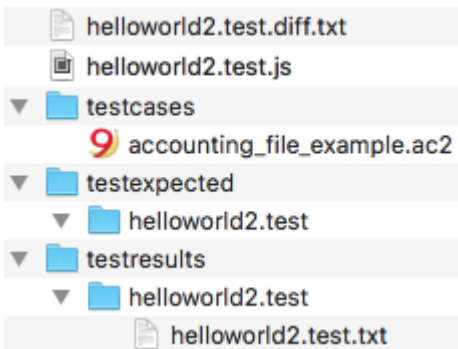 helloworld2.test.diff.txt
helloworld2.test.js
testcases
accounting_file_example.ac2
testexpected
helloworld2.test
testresults
helloworld2.test
helloworld2.test.txt